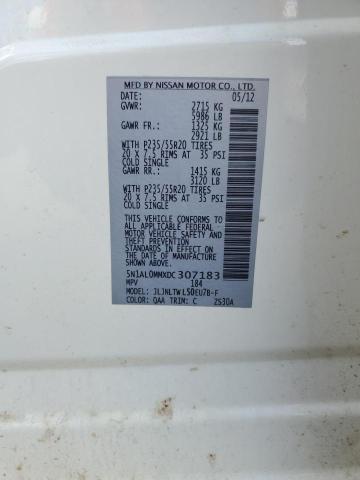 MFD BY NISSAN MOTOR CO., LTD.
DATE: 05/12
GVWR: 2715 KG
5986 LB
GAWR FR.: 1325 KG
2921 LB
WITH P235/55R20 TIRES
20 X 7.5 RIMS AT 35 PSI
COLD SINGLE
GAWR RR.: 1415 KG
3120 LB
WITH P235/55R20 TIRES
20 X 7.5 RIMS AT 35 PSI
COLD SINGLE
THIS VEHICLE CONFORMS TO ALL
APPLICABLE FEDERAL MOTOR
VEHICLE SAFETY AND THEFT
PREVENTION STANDARDS IN
EFFECT ON THE DATE OF
MANUFACTURE SHOWN ABOVE.
5N1AL0MMXDC307183
MPV 184
MODEL: JLJNLTWL50EU7B-F
COLOR: QAA TRIM: C 2S30A